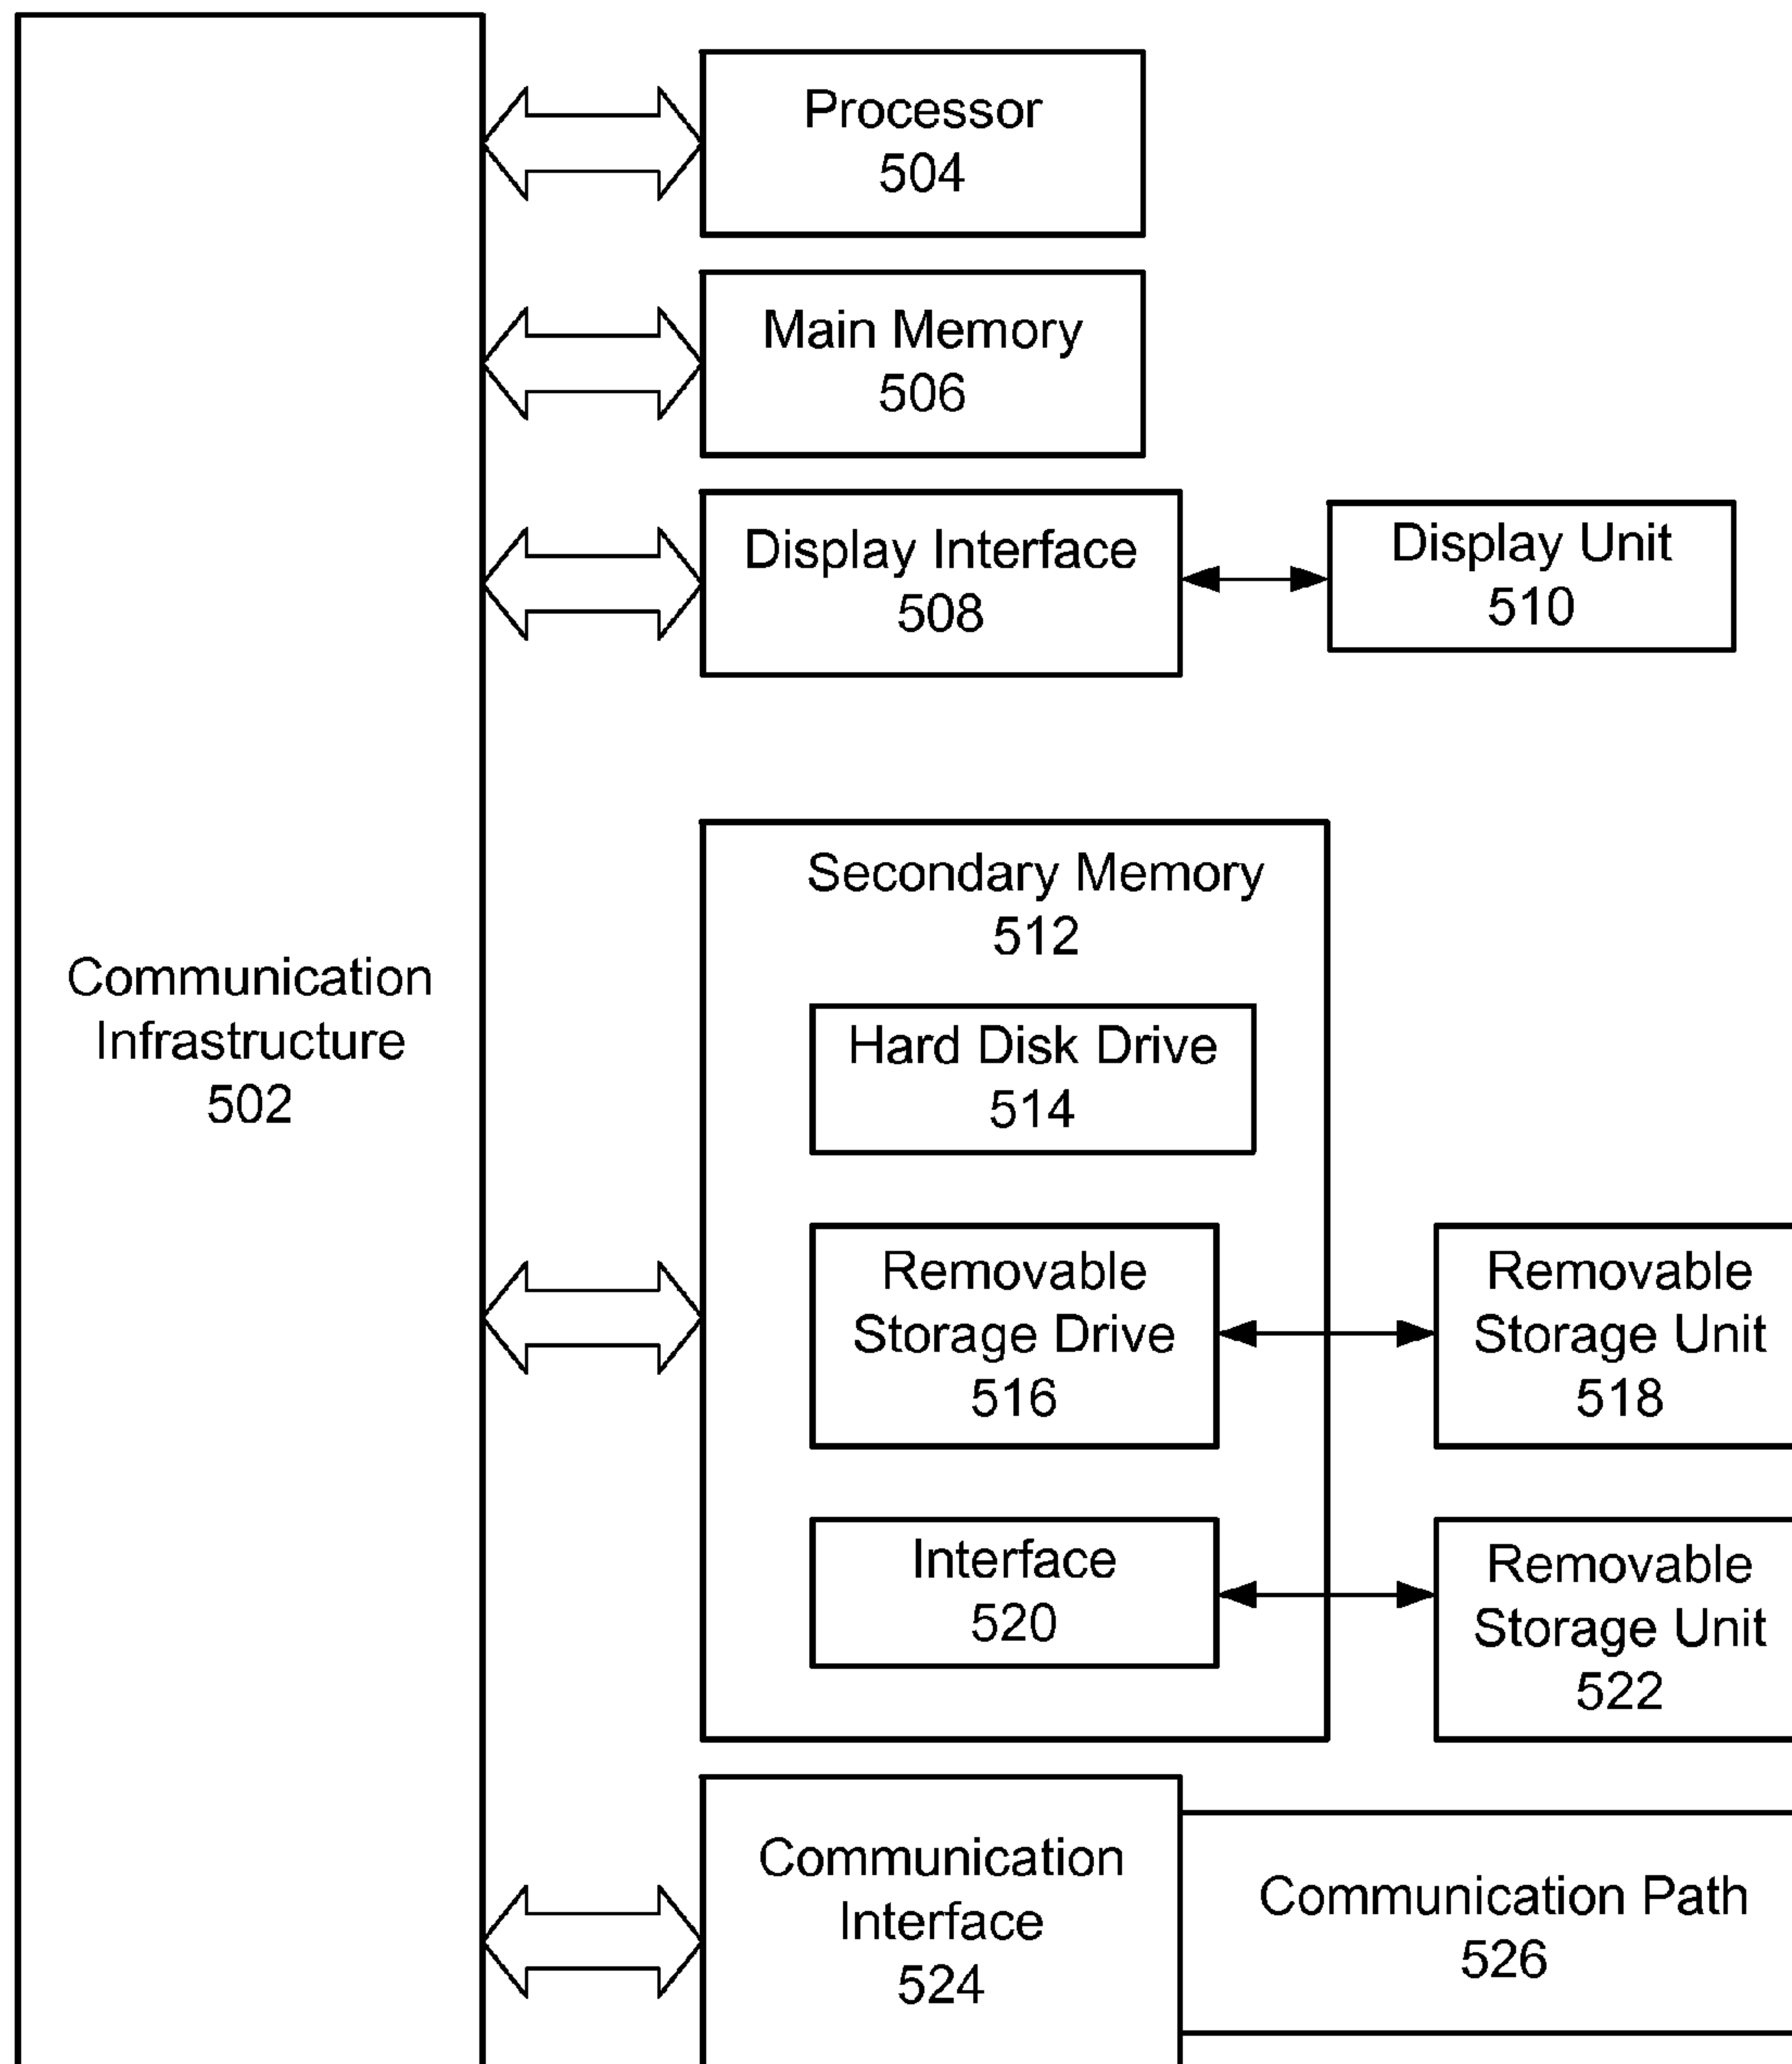 Processor
504
Main Memory
506
Display Interface
508
Display Unit
510
Secondary Memory
512
Communication
Infrastructure
502
Hard Disk Drive
514
Removable
Storage Drive
516
Removable
Storage Unit
518
Interface
520
Removable
Storage Unit
522
Communication
Interface
524
Communication Path
526